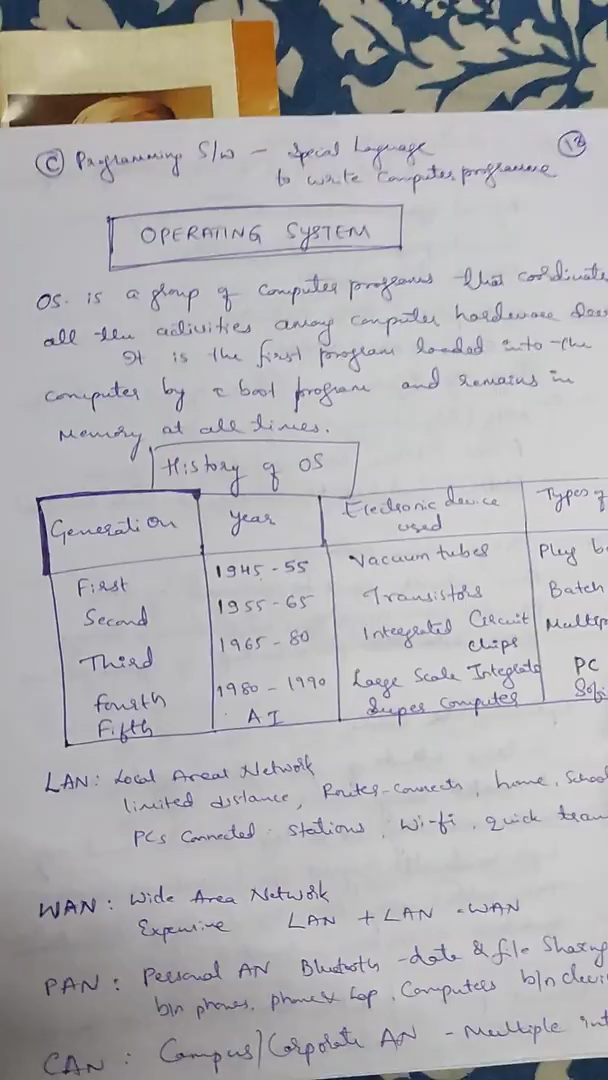 (C) Programming S/W - Special Language (13)
to write Computer programme
OPERATING SYSTEM
OS. is a group of computer programs that coordinate
all the activities among computer hardware
It is the first program loaded into the
computer by a boot program and remains in
Memory at all times.
History of OS
Generation Year Electronic device used Types of
First 1945-55 Vacuum tubes Plug b
Second 1955-65 Transistors Batch
Third 1965-80 Integrated Circuit chips Multip
Fourth 1980-1990 Large Scale Integrate PC
Fifth AI Super Computer
LAN: Local Areat Network
limited distance, Router-connects, home, School
PCs Connected. stations, Wi-fi, quick tran
WAN: Wide Area Network
Expensive LAN + LAN = WAN
PAN: Personal AN Bluetooth - data & file Sharing
b/n phones, phone & lap, Computers b/n devi
CAN: Campus/Corporate AN - Multiple int